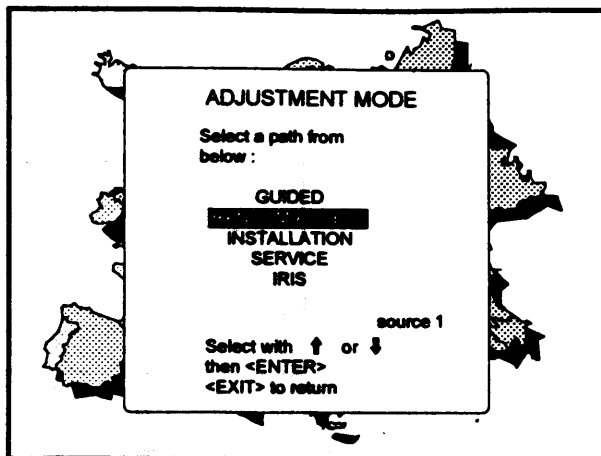 ADJUSTMENT MODE
Select a path from
below :
GUIDED
INSTALLATION
SERVICE
IRIS
source 1
Select with ⬆ or ⬇
then <ENTER>
<EXIT> to return